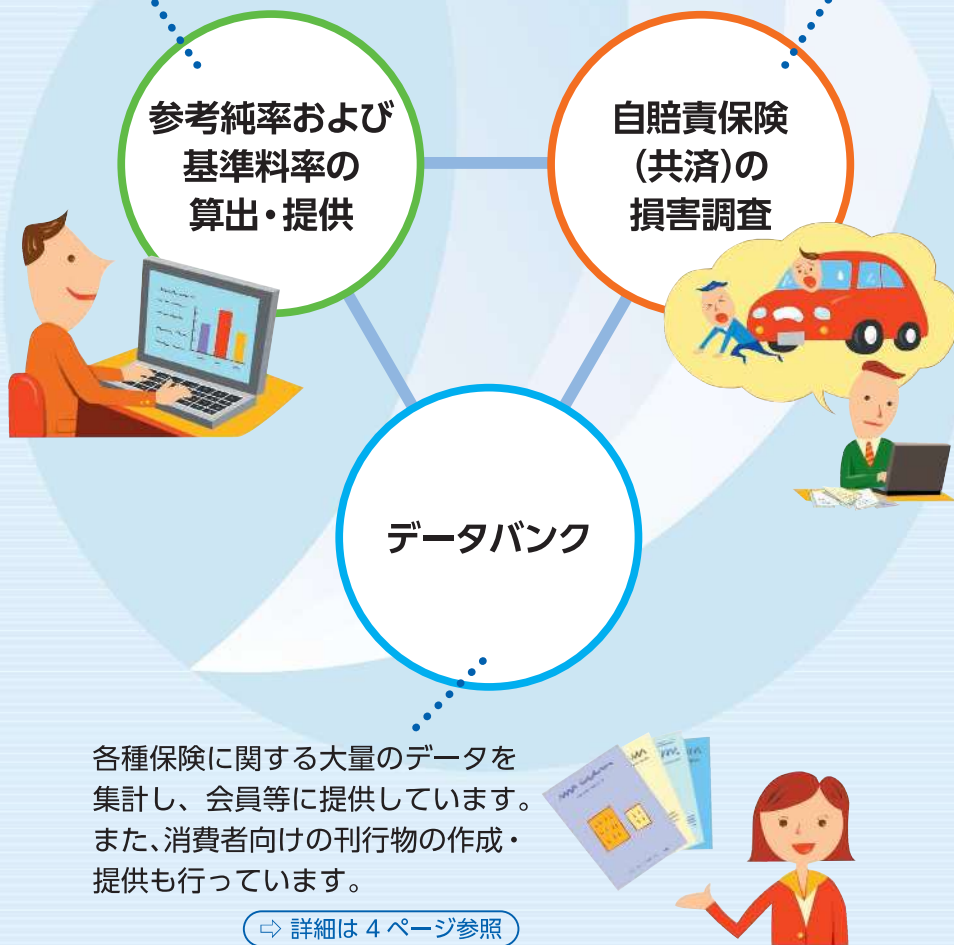 参考純率および
基準料率の
算出・提供
自賠責保険
(共済)の
損害調査
データバンク
各種保険に関する大量のデータを
集計し、会員等に提供しています。
また、消費者向けの刊行物の作成・
提供も行っています。
⇨ 詳細は 4 ページ参照